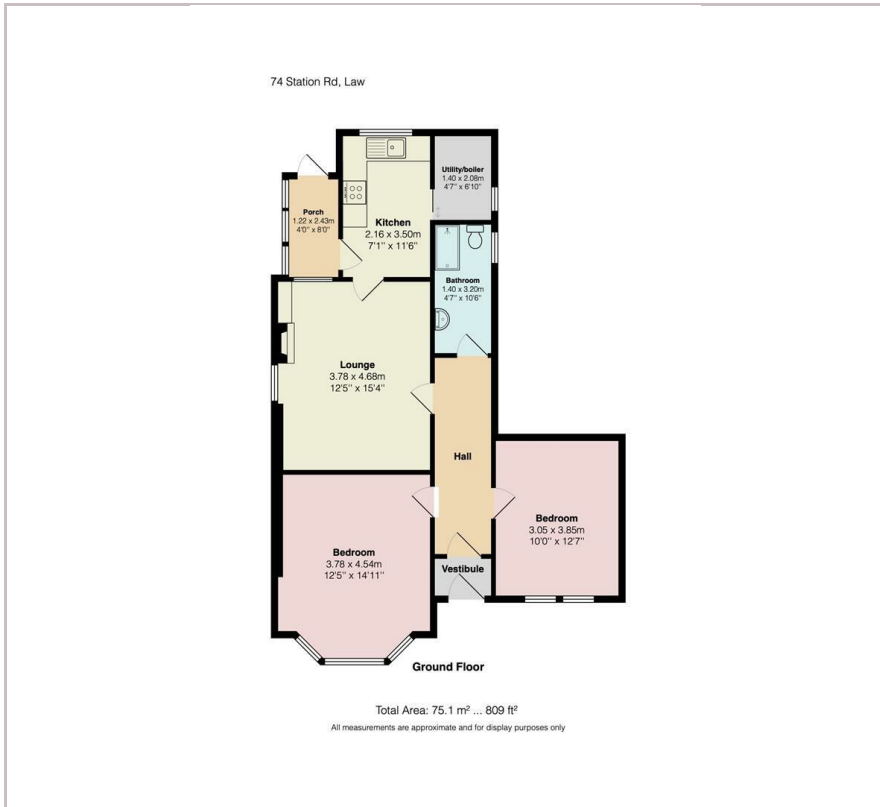 74 Station Rd, Law
Utility/boiler
1.40 x 2.08m
4'7" x 6'10"
Porch
1.22 x 2.43m
4'0" x 8'0"
Kitchen
2.16 x 3.50m
7'1" x 11'6"
Bathroom
1.40 x 3.20m
4'7" x 10'6"
Lounge
3.78 x 4.68m
12'5" x 15'4"
Hall
Bedroom
3.05 x 3.85m
10'0" x 12'7"
Bedroom
3.78 x 4.54m
12'5" x 14'11"
Vestibule
Ground Floor
Total Area: 75.1 m² ... 809 ft²
All measurements are approximate and for display purposes only